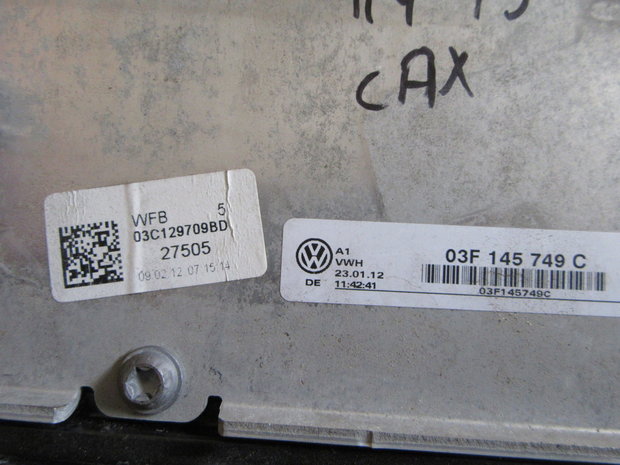 CAX
WFB 5
03C129709BD
27505
09 02 12 07 15 14
A1
VWH
23.01.12
DE 11:42:41
03F 145 749 C
03F145749C